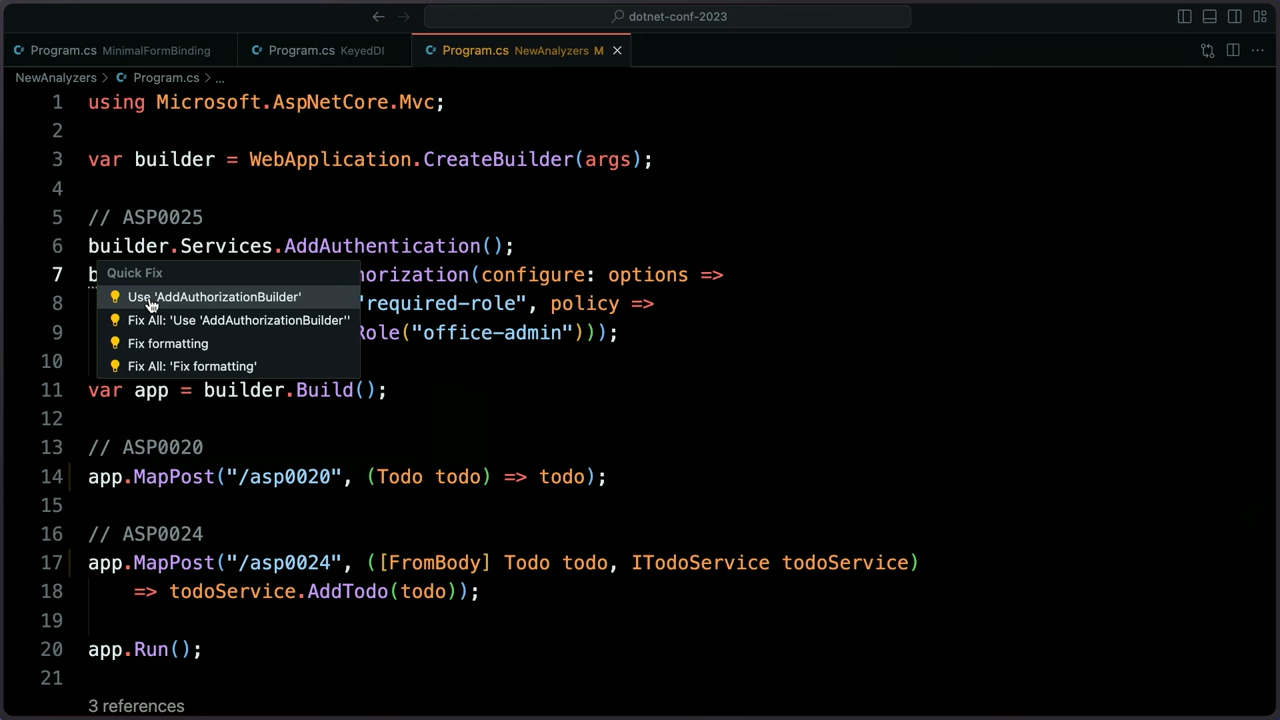 dotnet-conf-2023
Program.cs MinimalFormBinding
Program.cs KeyedDI
Program.cs NewAnalyzers M
NewAnalyzers > Program.cs > ...
1 using Microsoft.AspNetCore.Mvc;
2
3 var builder = WebApplication.CreateBuilder(args);
4
5 // ASP0025
6 builder.Services.AddAuthentication();
7 b horization(configure: options =>
8 "required-role", policy =>
9 Role("office-admin")));
Quick Fix
Use 'AddAuthorizationBuilder'
Fix All: 'Use 'AddAuthorizationBuilder''
Fix formatting
Fix All: 'Fix formatting'
10
11 var app = builder.Build();
12
13 // ASP0020
14 app.MapPost("/asp0020", (Todo todo) => todo);
15
16 // ASP0024
17 app.MapPost("/asp0024", ([FromBody] Todo todo, ITodoService todoService)
18 => todoService.AddTodo(todo));
19
20 app.Run();
21
3 references